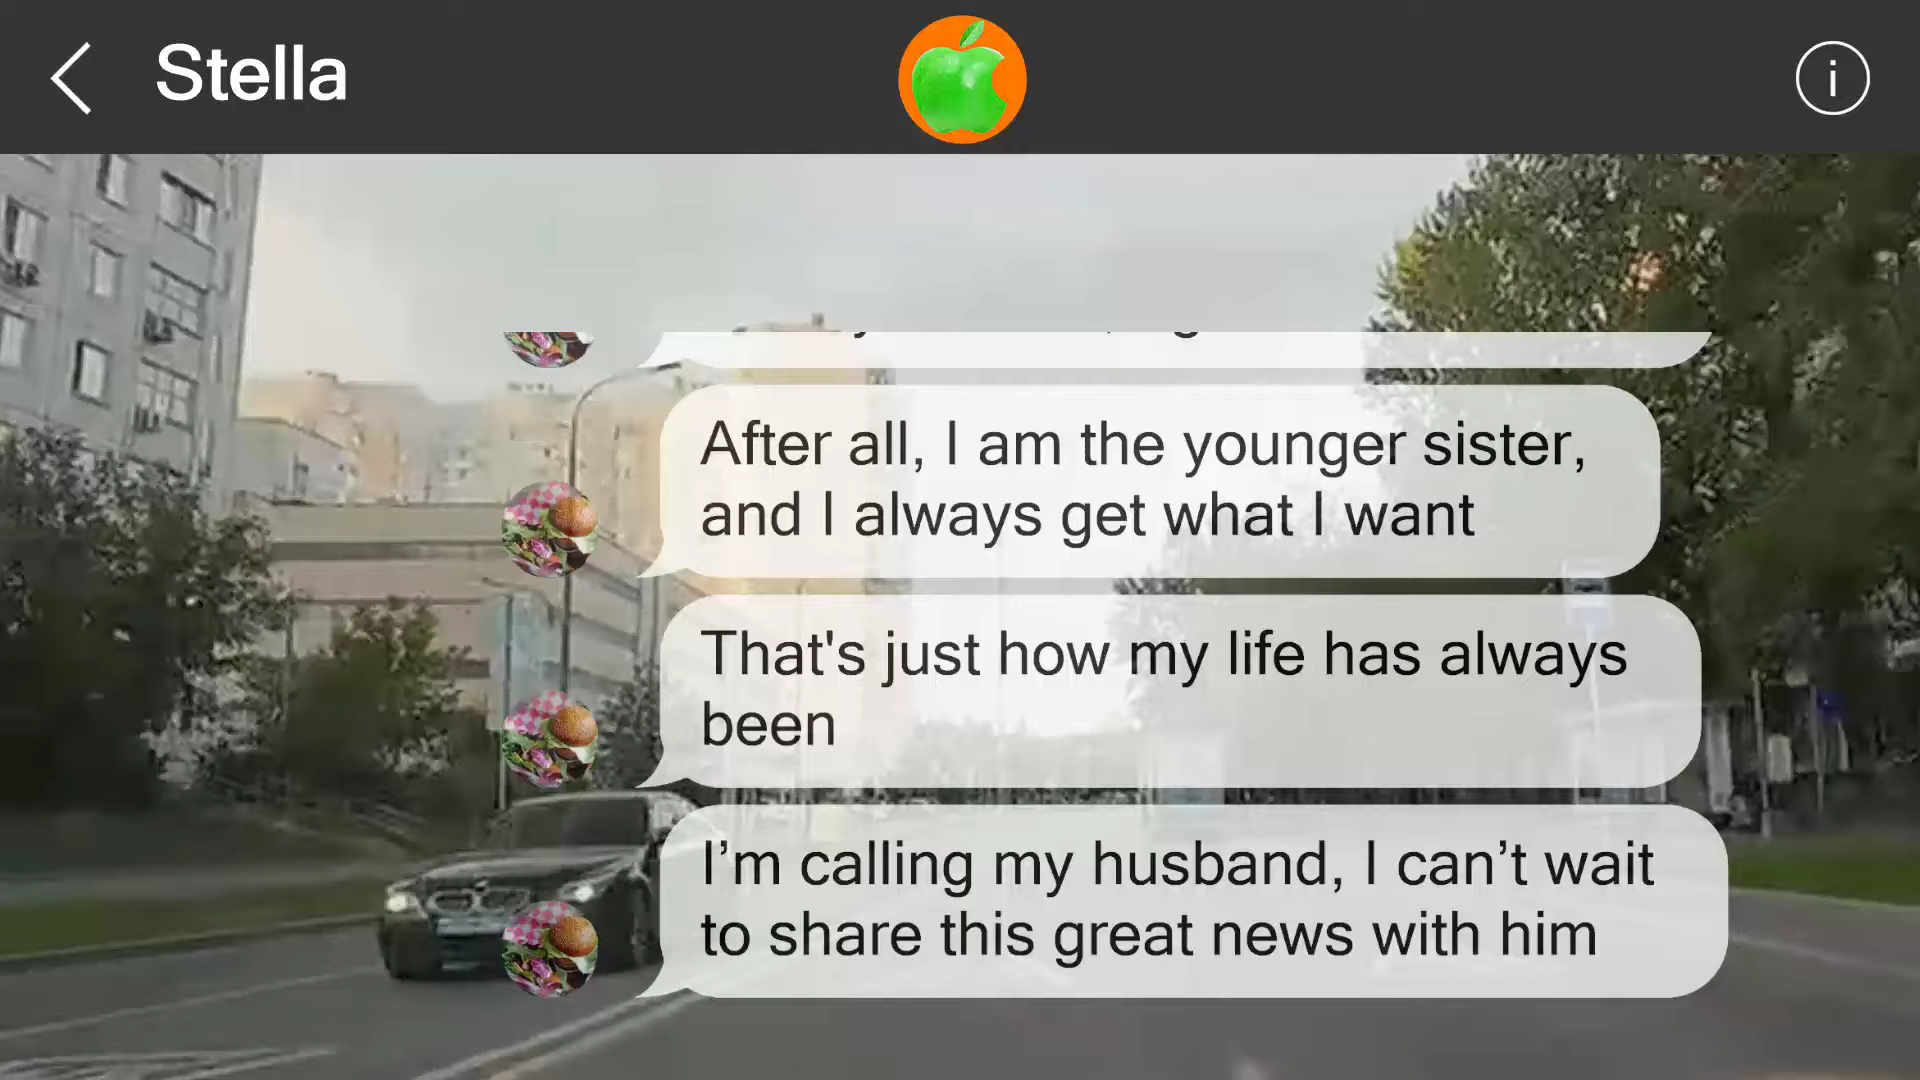 Stella
After all, I am the younger sister,
and I always get what I want
That's just how my life has always
been
I’m calling my husband, I can’t wait
to share this great news with him